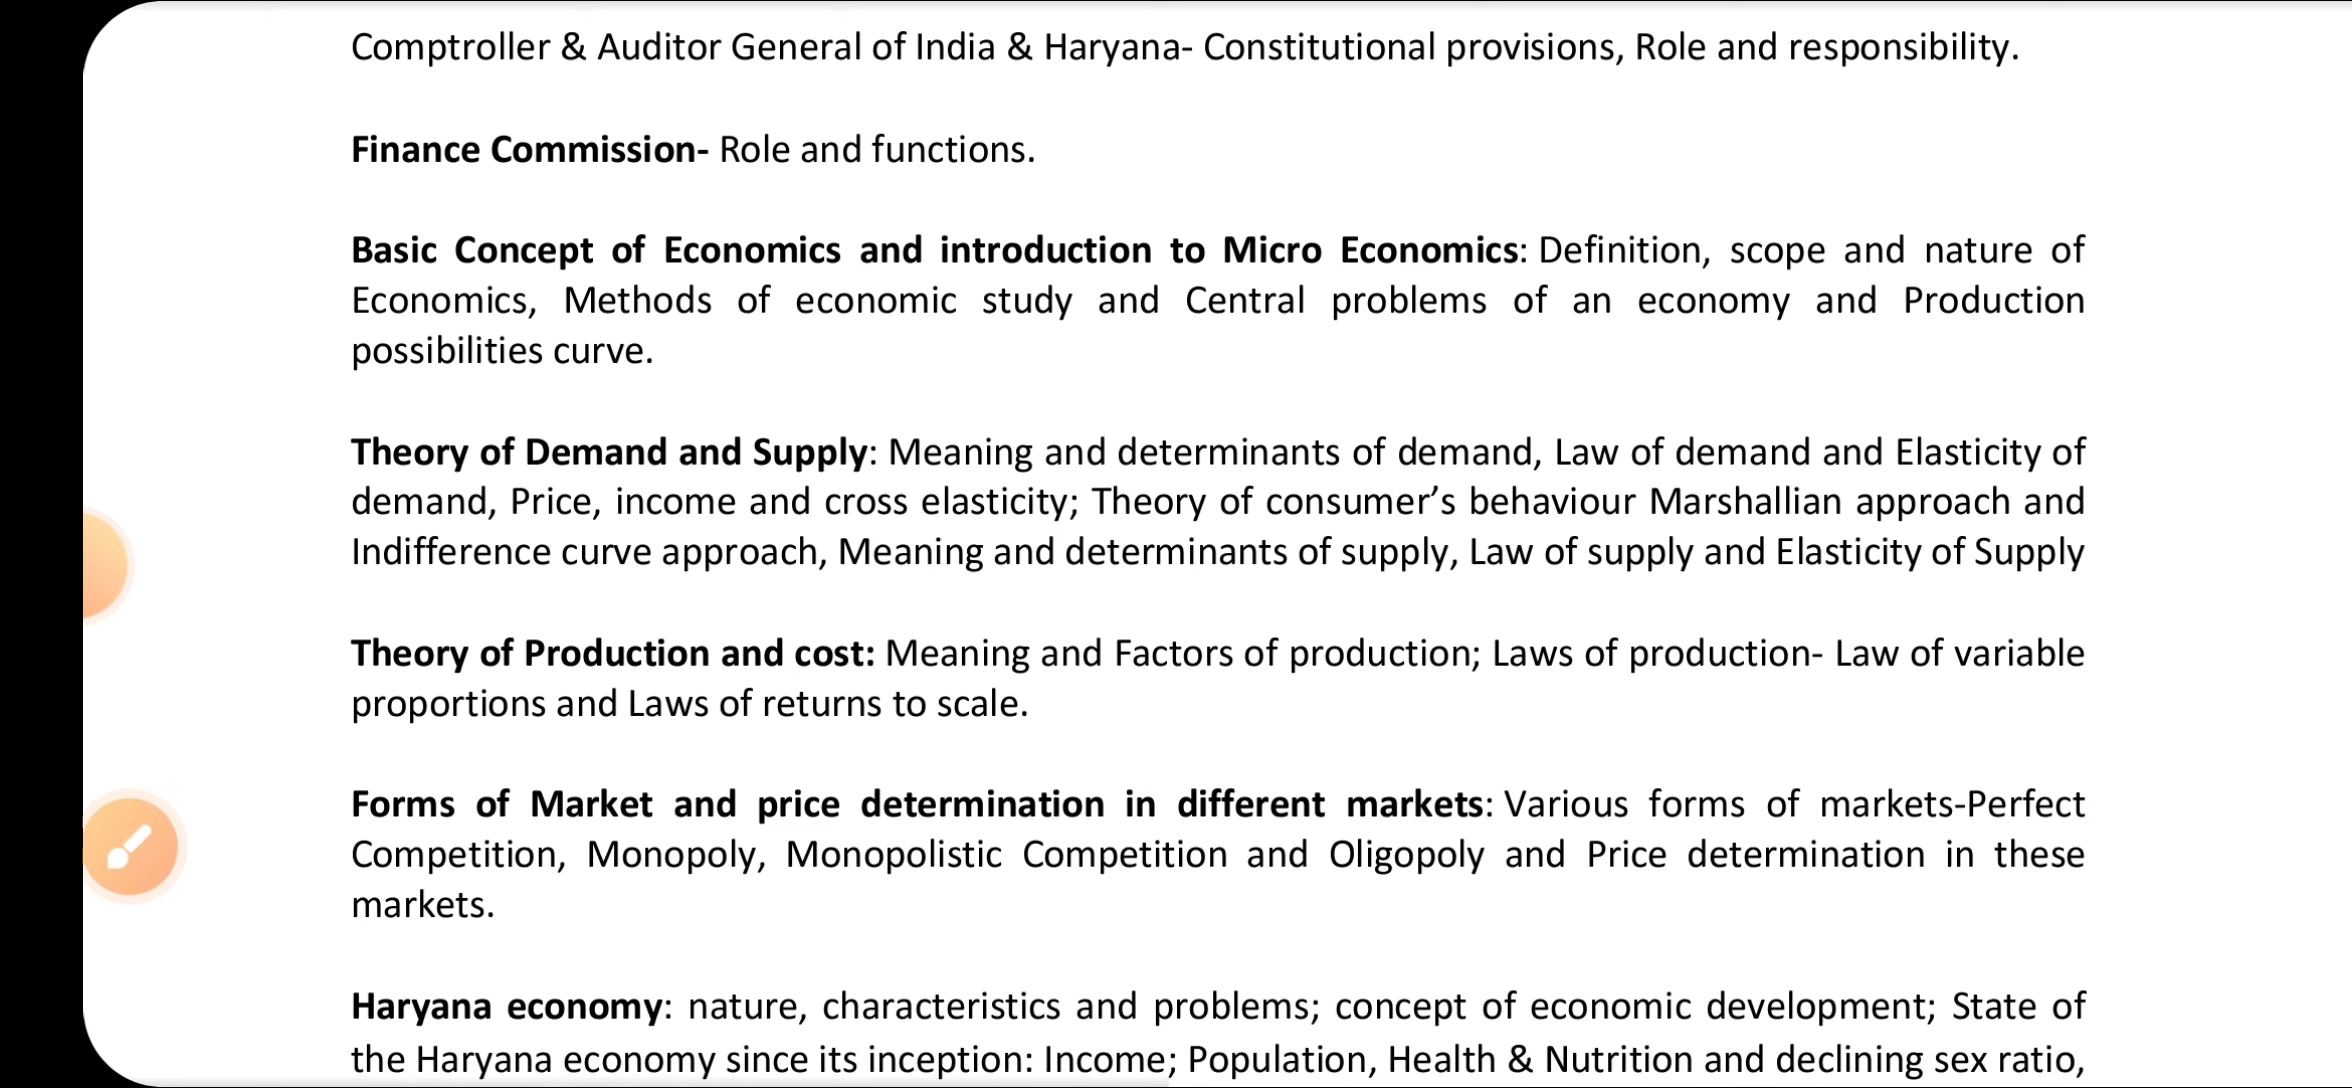 Comptroller & Auditor General of India & Haryana- Constitutional provisions, Role and responsibility.
Finance Commission- Role and functions.
Basic Concept of Economics and introduction to Micro Economics: Definition, scope and nature of
Economics, Methods of economic study and Central problems of an economy and Production
possibilities curve.
Theory of Demand and Supply: Meaning and determinants of demand, Law of demand and Elasticity of
demand, Price, income and cross elasticity; Theory of consumer’s behaviour Marshallian approach and
Indifference curve approach, Meaning and determinants of supply, Law of supply and Elasticity of Supply
Theory of Production and cost: Meaning and Factors of production; Laws of production- Law of variable
proportions and Laws of returns to scale.
Forms of Market and price determination in different markets: Various forms of markets-Perfect
Competition, Monopoly, Monopolistic Competition and Oligopoly and Price determination in these
markets.
Haryana economy: nature, characteristics and problems; concept of economic development; State of
the Haryana economy since its inception: Income; Population, Health & Nutrition and declining sex ratio,